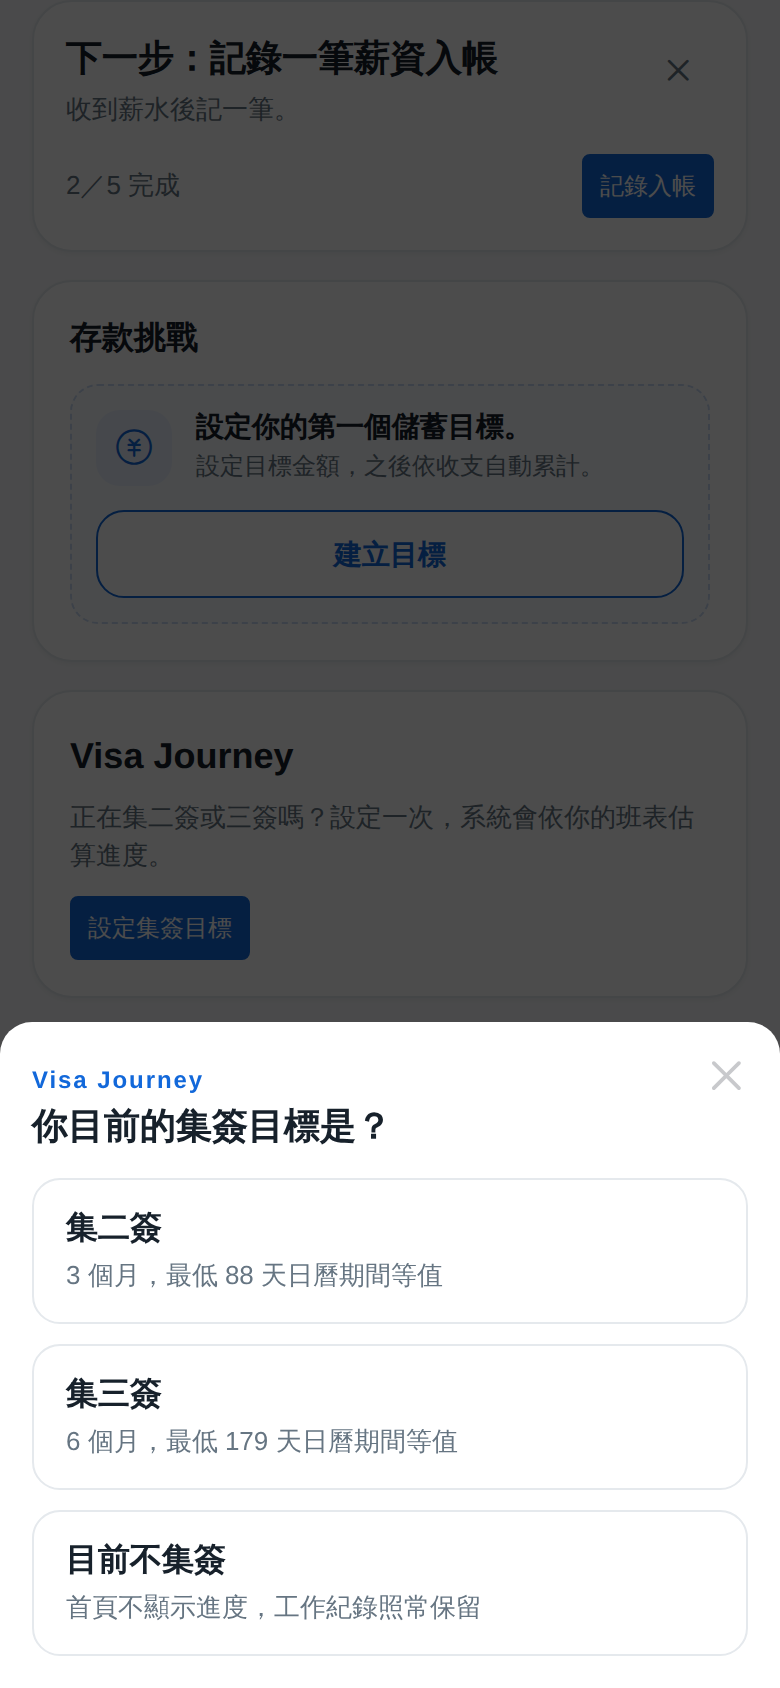 下一步：記錄一筆薪資入帳
收到薪水後記一筆。
2／5 完成
記錄入帳
存款挑戰
設定你的第一個儲蓄目標。
設定目標金額，之後依收支自動累計。
建立目標
Visa Journey
正在集二簽或三簽嗎？設定一次，系統會依你的班表估
算進度。
設定集簽目標
Visa Journey
你目前的集簽目標是？
集二簽
3 個月，最低 88 天日曆期間等值
集三簽
6 個月，最低 179 天日曆期間等值
目前不集簽
首頁不顯示進度，工作紀錄照常保留